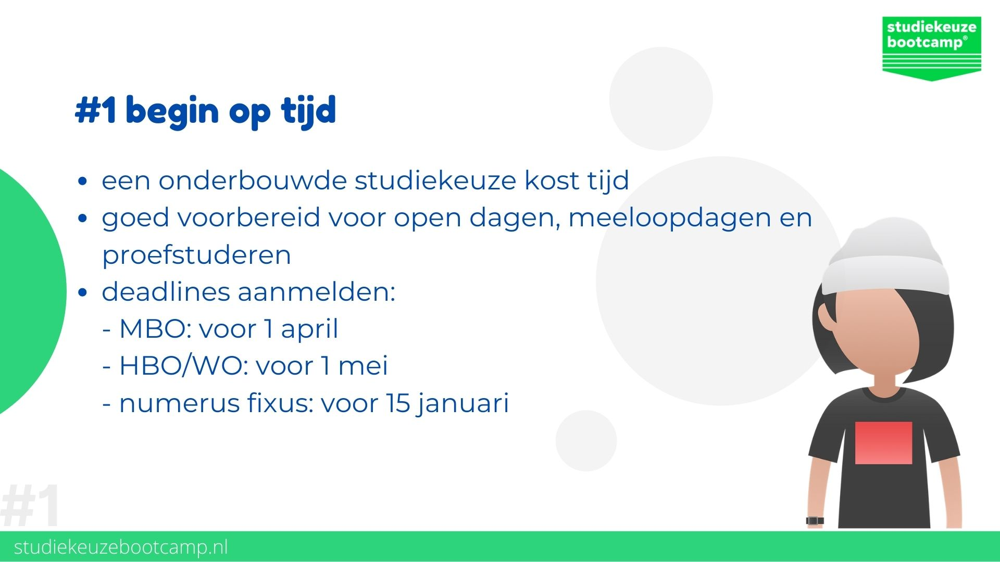 studiekeuze
bootcamp®
#1 begin op tijd
• een onderbouwde studiekeuze kost tijd
• goed voorbereid voor open dagen, meeloopdagen en
proefstuderen
• deadlines aanmelden:
- MBO: voor 1 april
- HBO/WO: voor 1 mei
- numerus fixus: voor 15 januari
#1
studiekeuzebootcamp.nl